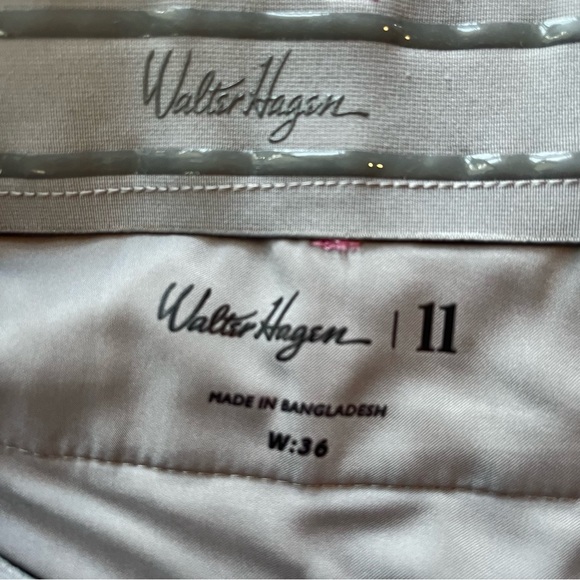 Walter Hagen
Walter Hagen | 11
MADE IN BANGLADESH
W:36